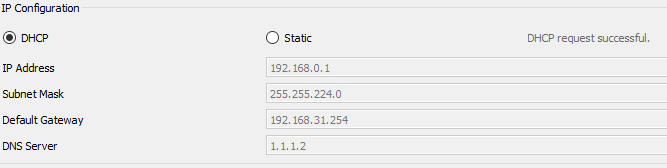 IP Configuration
DHCP Static DHCP request successful.
IP Address 192.168.0.1
Subnet Mask 255.255.224.0
Default Gateway 192.168.31.254
DNS Server 1.1.1.2